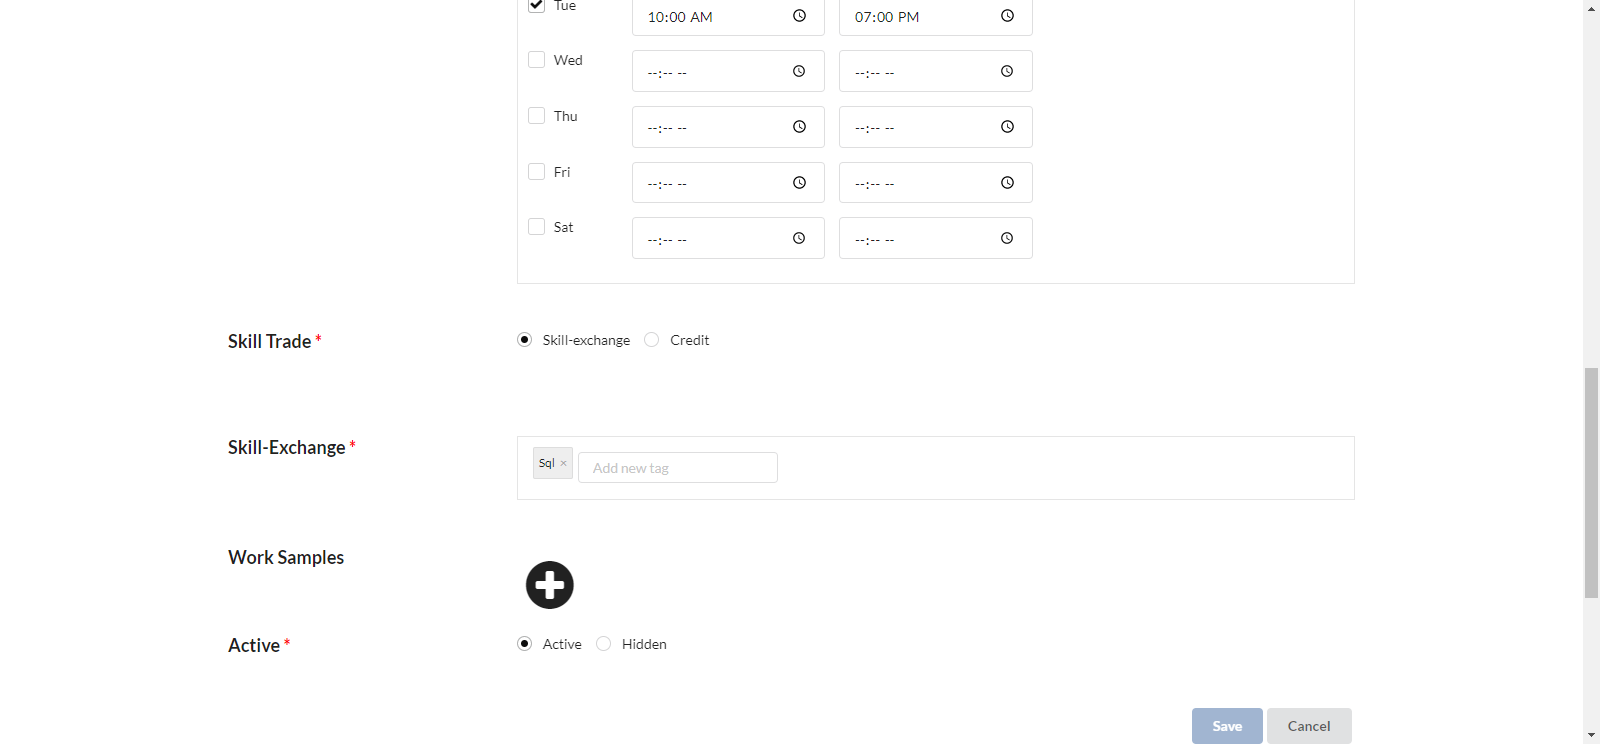 Tue 10:00 AM 07:00 PM
Wed --:-- -- --:-- --
Thu --:-- -- --:-- --
Fri --:-- -- --:-- --
Sat --:-- -- --:-- --
Skill Trade * Skill-exchange Credit
Skill-Exchange * Sql × Add new tag
Work Samples
Active * Active Hidden
Save Cancel